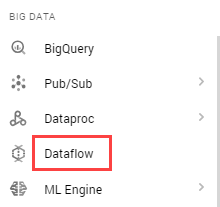 BIG DATA
BigQuery
Pub/Sub
Dataproc
Dataflow
ML Engine